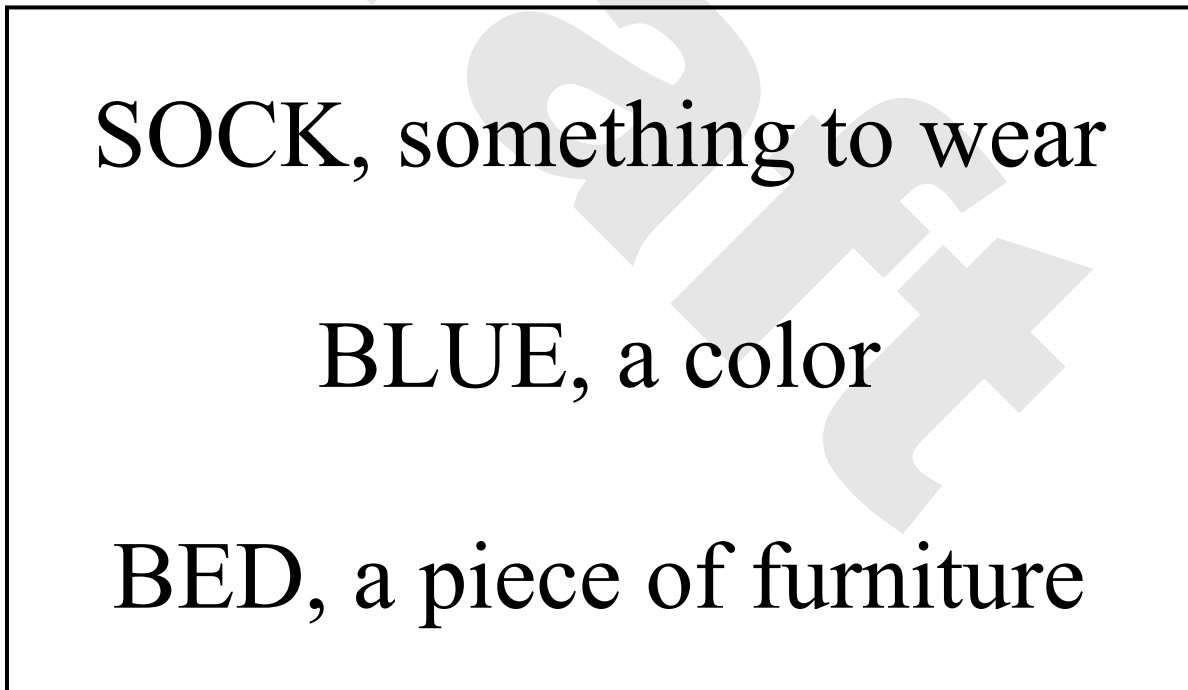 SOCK, something to wear
BLUE, a color
BED, a piece of furniture